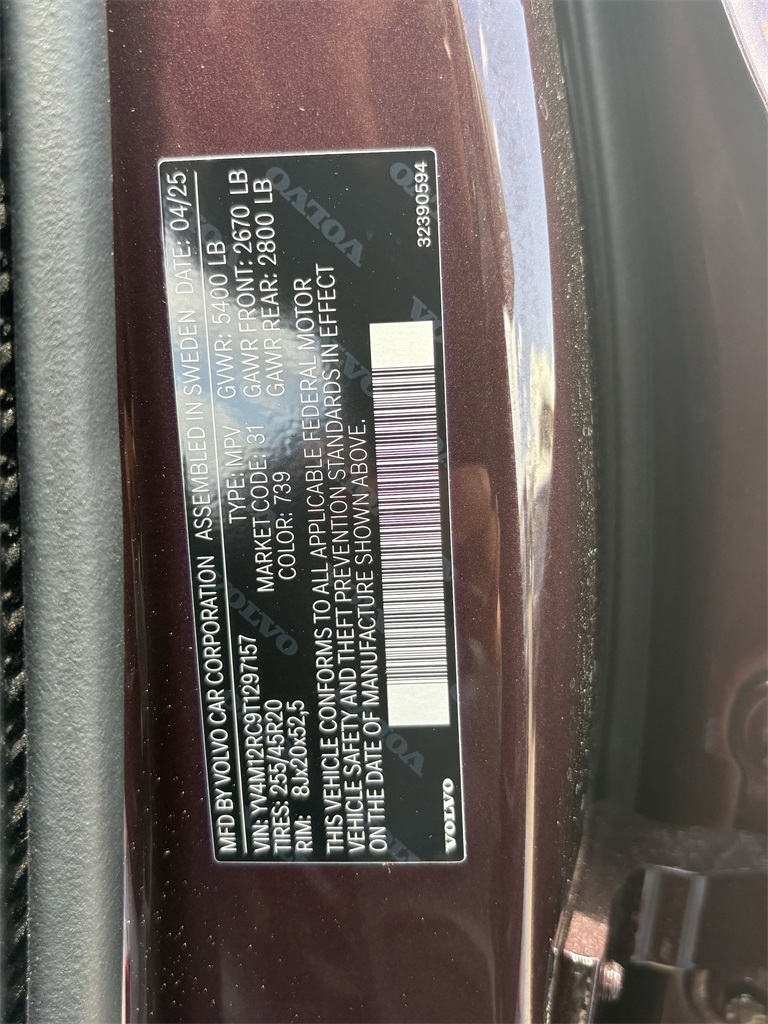 MFD BY VOLVO CAR CORPORATION ASSEMBLED IN SWEDEN DATE: 04/25
VIN: YV4M12RC9T1297157 TYPE: MPV GVWR: 5400 LB
TIRES: 255/45R20 MARKET CODE: 31 GAWR FRONT: 2670 LB
RIM: 8Jx20x52,5 COLOR: 739 GAWR REAR: 2800 LB
THIS VEHICLE CONFORMS TO ALL APPLICABLE FEDERAL MOTOR
VEHICLE SAFETY AND THEFT PREVENTION STANDARDS IN EFFECT
ON THE DATE OF MANUFACTURE SHOWN ABOVE.
VOLVO 32390594